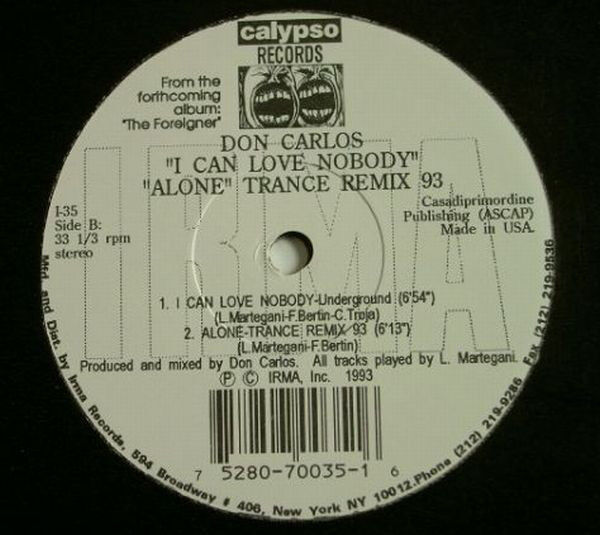 calypso
RECORDS
From the
forthcoming
album:
"The Foreigner"
DON CARLOS
"I CAN LOVE NOBODY"
"ALONE" TRANCE REMIX 93
I-35
Side B:
33 1/3 rpm
stereo
Casadiprimordine
Publishing (ASCAP)
Made in USA.
IRMA
1. I CAN LOVE NOBODY-Underground (6'54")
(L.Martegani-F.Bertin-C.Troja)
2. ALONE-TRANCE REMIX 93 (6'13")
(L.Martegani-F.Bertin)
Produced and mixed by Don Carlos. All tracks played by L. Martegani.
Ⓟ © IRMA, Inc. 1993
7 5280-70035-1 6
Mfd. and Dist. by Irma Records, 594 Broadway # 406, New York NY 10012.Phone (212) 219-9286 Fax (212) 219-9536